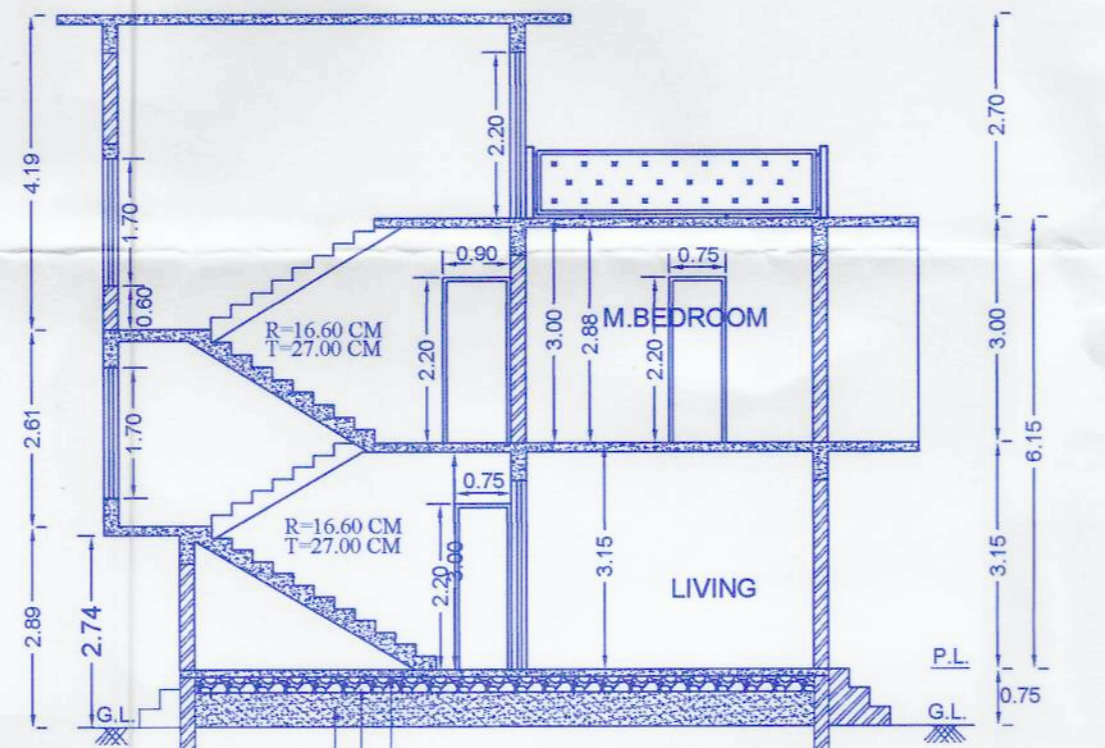 4.19
2.20
2.70
1.70
0.60
0.90
0.75
R=16.60 CM
T=27.00 CM
2.20
3.00
2.88
M.BEDROOM
2.20
3.00
6.15
2.61
1.70
0.75
R=16.60 CM
T=27.00 CM
2.20
3.00
3.15
LIVING
3.15
2.89
2.74
P.L.
0.75
G.L.
G.L.